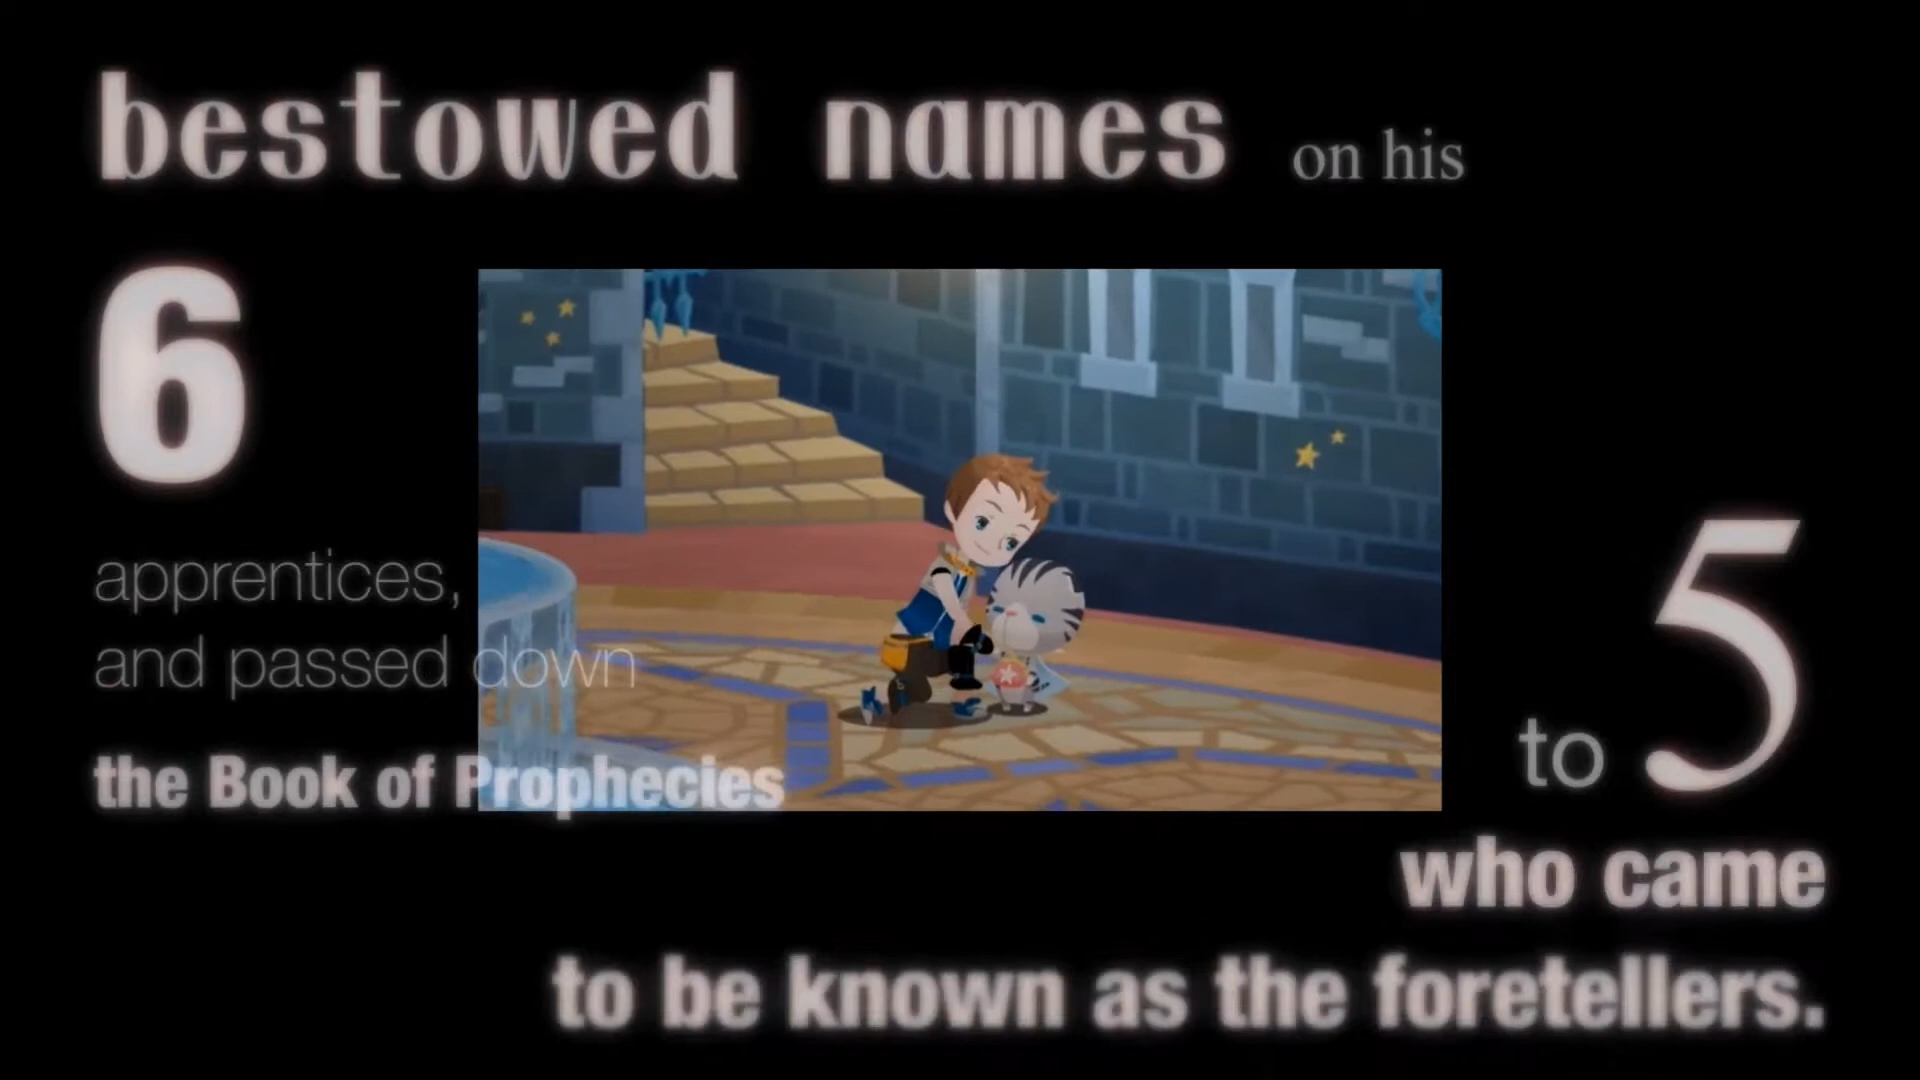 bestowed names on his
6
apprentices,
and passed down
the Book of Prophecies
to 5
who came
to be known as the foretellers.